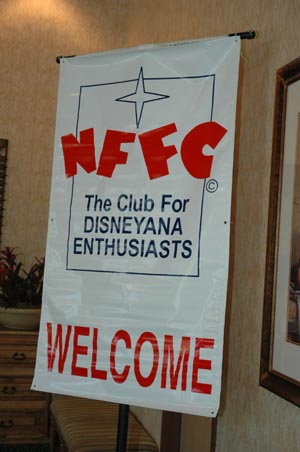 NFFC
©
The Club For
DISNEYANA
ENTHUSIASTS
WELCOME